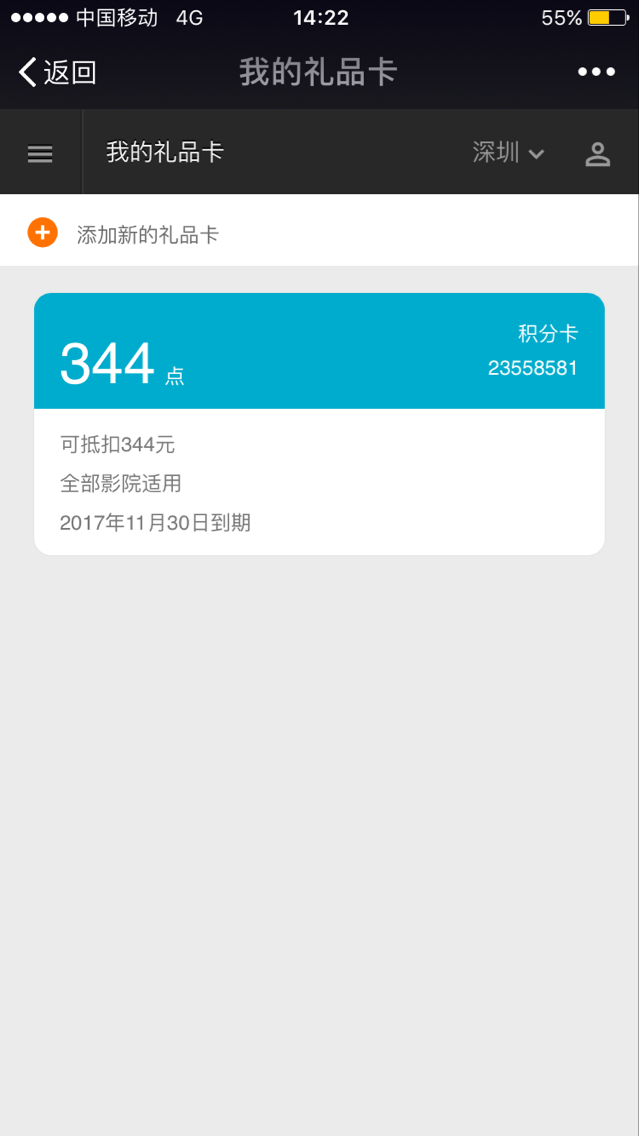 中国移动 4G 14:22 55%
返回 我的礼品卡
我的礼品卡 深圳
添加新的礼品卡
344 点
积分卡
23558581
可抵扣344元
全部影院适用
2017年11月30日到期